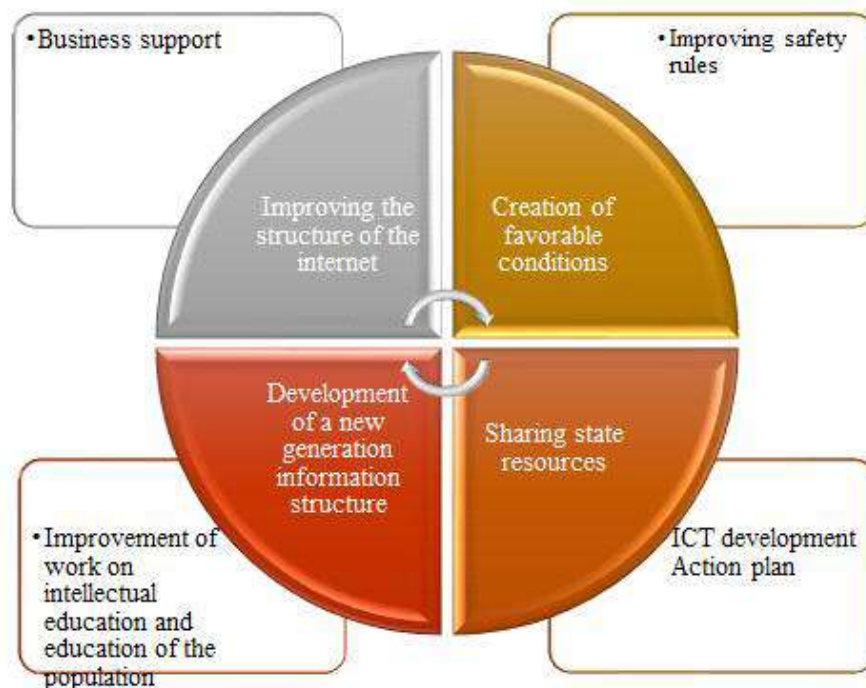 •Business support
•Improving safety
rules
Improving the
structure of the
internet
Creation of
favorable
conditions
Development
of a new
generation
information
structure
Sharing state
resources
•Improvement of
work on
intellectual
education and
education of the
population
ICT development
Action plan